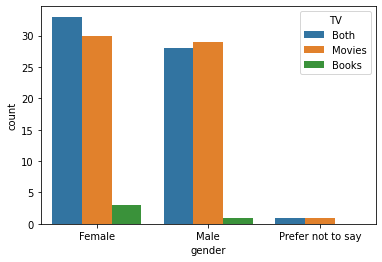 TV
Both
Movies
Books
30
25
20
15
10
5
0
count
Female Male Prefer not to say
gender